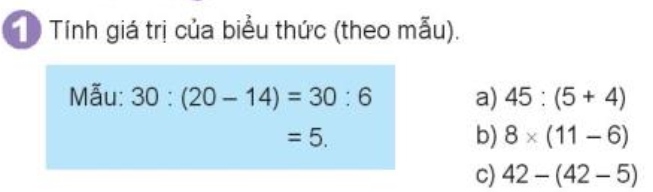 1 Tính giá trị của biểu thức (theo mẫu).
Mẫu: 30 : (20 – 14) = 30 : 6
= 5.
a) 45 : (5 + 4)
b) 8 × (11 – 6)
c) 42 – (42 – 5)